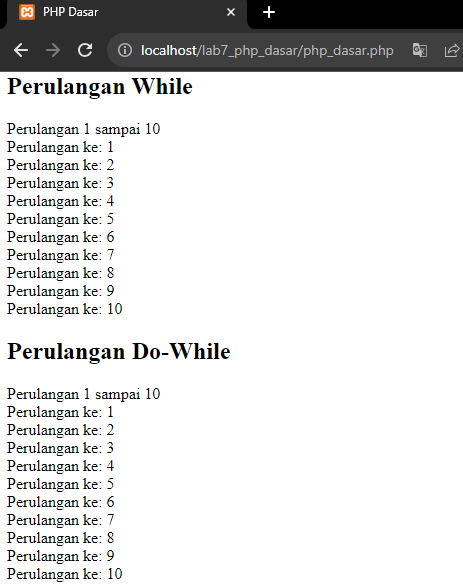 PHP Dasar
localhost/lab7_php_dasar/php_dasar.php
Perulangan While
Perulangan 1 sampai 10
Perulangan ke: 1
Perulangan ke: 2
Perulangan ke: 3
Perulangan ke: 4
Perulangan ke: 5
Perulangan ke: 6
Perulangan ke: 7
Perulangan ke: 8
Perulangan ke: 9
Perulangan ke: 10
Perulangan Do-While
Perulangan 1 sampai 10
Perulangan ke: 1
Perulangan ke: 2
Perulangan ke: 3
Perulangan ke: 4
Perulangan ke: 5
Perulangan ke: 6
Perulangan ke: 7
Perulangan ke: 8
Perulangan ke: 9
Perulangan ke: 10